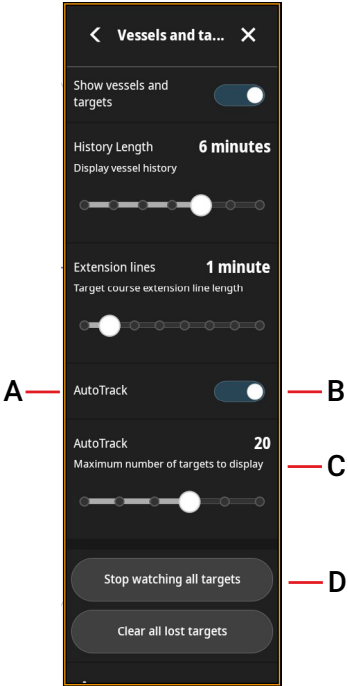 Vessels and ta...
Show vessels and
targets
History Length 6 minutes
Display vessel history
Extension lines 1 minute
Target course extension line length
A AutoTrack B
AutoTrack 20
Maximum number of targets to display C
Stop watching all targets D
Clear all lost targets